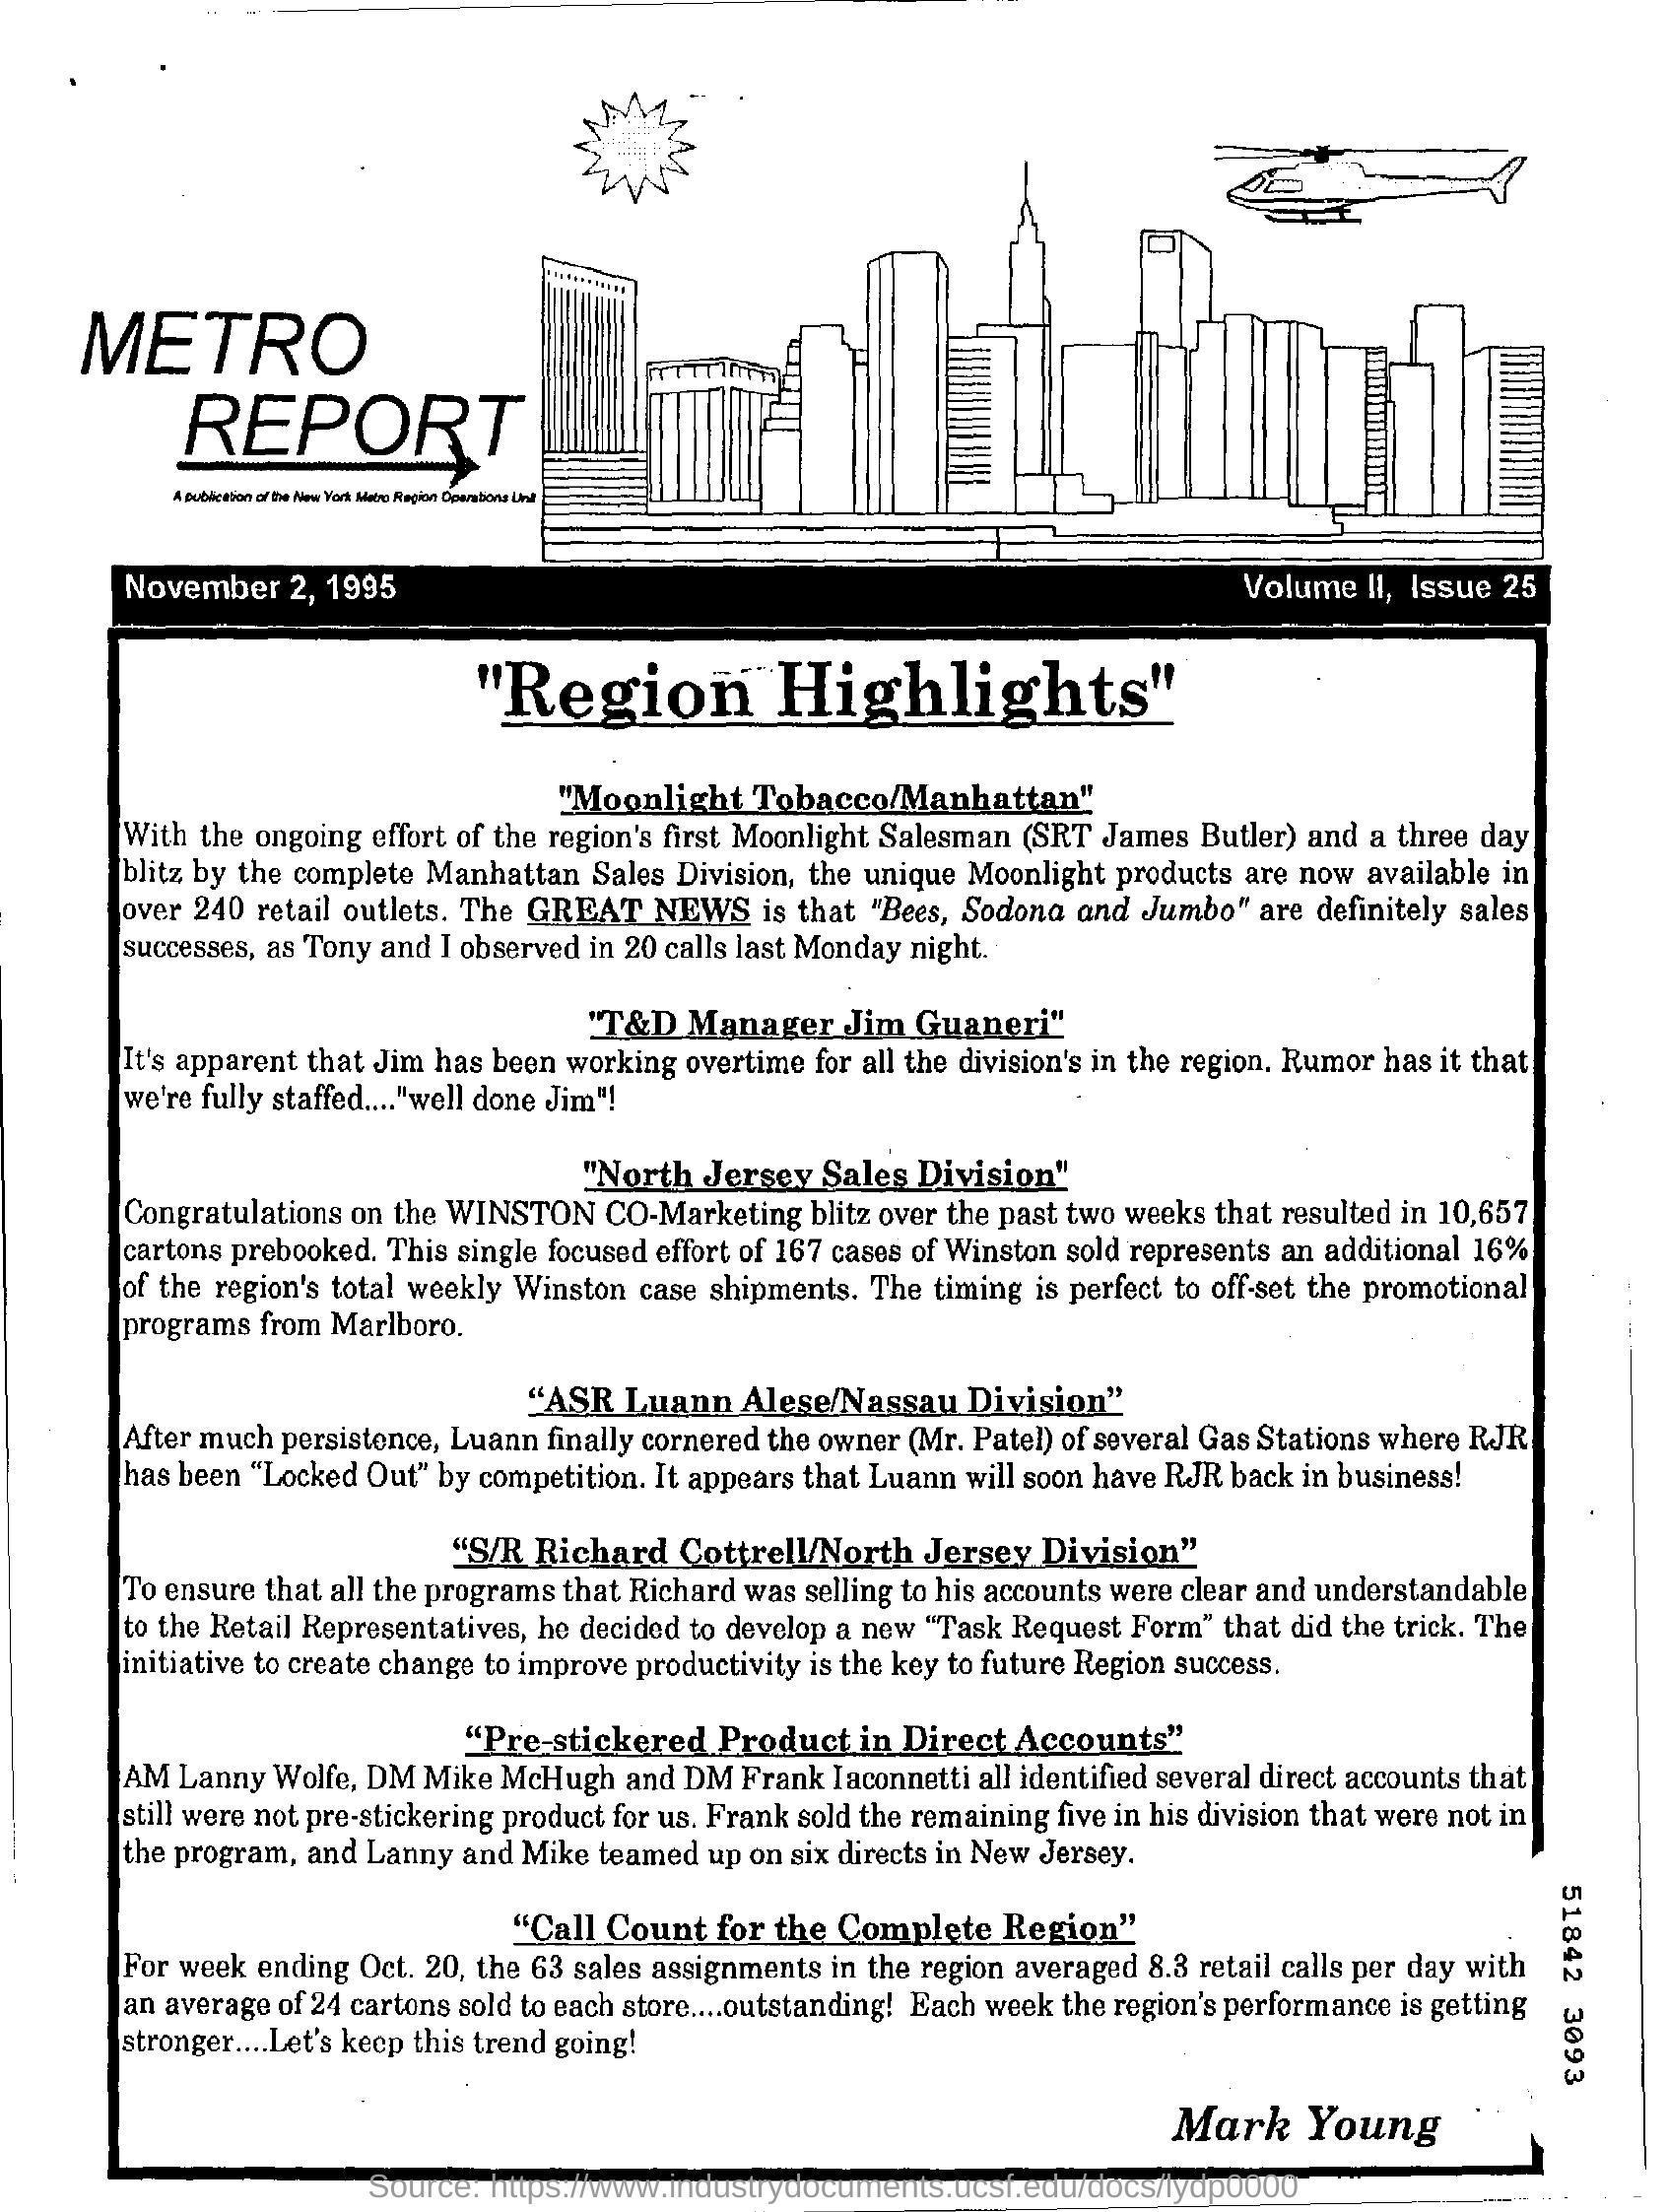 METRO
REPORT
A publication of the New York Metro Region Operations Unit
November 2, 1995 Volume II, Issue 25
"Region Highlights"
"Moonlight Tobacco/Manhattan"
With the ongoing effort of the region's first Moonlight Salesman (SRT James Butler) and a three day
blitz by the complete Manhattan Sales Division, the unique Moonlight products are now available in
over 240 retail outlets. The GREAT NEWS is that "Bees, Sodona and Jumbo" are definitely sales
successes, as Tony and I observed in 20 calls last Monday night.
"T&D Manager Jim Guaneri"
It's apparent that Jim has been working overtime for all the division's in the region. Rumor has it that
we're fully staffed...."well done Jim"!
"North Jersey Sales Division"
Congratulations on the WINSTON CO-Marketing blitz over the past two weeks that resulted in 10,657
cartons prebooked. This single focused effort of 167 cases of Winston sold represents an additional 16%
of the region's total weekly Winston case shipments. The timing is perfect to off-set the promotional
programs from Marlboro.
“ASR Luann Alese/Nassau Division”
After much persistence, Luann finally cornered the owner (Mr. Patel) of several Gas Stations where RJR
has been “Locked Out” by competition. It appears that Luann will soon have RJR back in business!
“S/R Richard Cottrell/North Jersey Division”
To ensure that all the programs that Richard was selling to his accounts were clear and understandable
to the Retail Representatives, he decided to develop a new “Task Request Form” that did the trick. The
initiative to create change to improve productivity is the key to future Region success.
“Pre-stickered Product in Direct Accounts”
AM Lanny Wolfe, DM Mike McHugh and DM Frank Iaconnetti all identified several direct accounts that
still were not pre-stickering product for us. Frank sold the remaining five in his division that were not in
the program, and Lanny and Mike teamed up on six directs in New Jersey.
“Call Count for the Complete Region”
For week ending Oct. 20, the 63 sales assignments in the region averaged 8.3 retail calls per day with
an average of 24 cartons sold to each store....outstanding! Each week the region's performance is getting
stronger....Let's keep this trend going!
Mark Young
51842 3093
Source: https://www.industrydocuments.ucsf.edu/docs/lydp0000